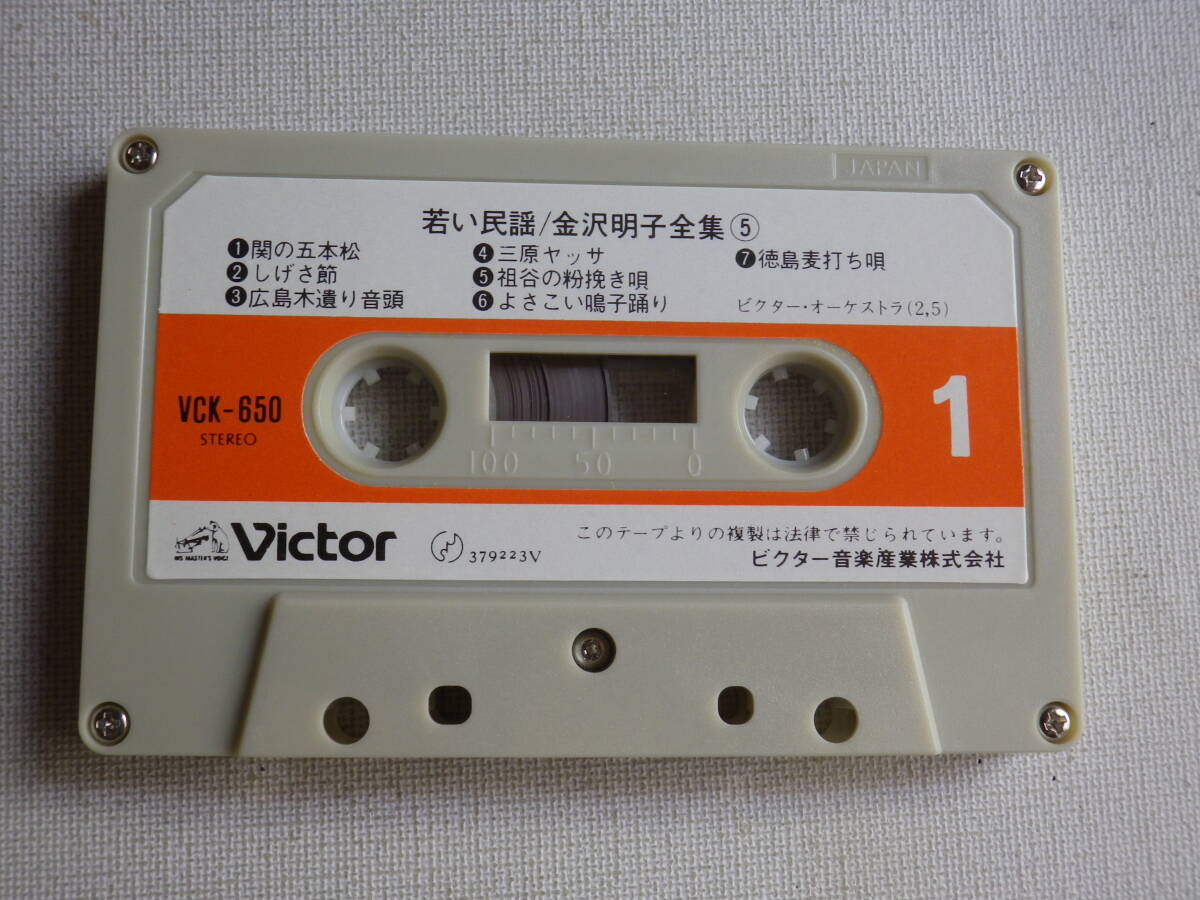 JAPAN
若い民謡/金沢明子全集⑤
❶関の五本松
❷しげさ節
❸広島木遣り音頭
❹三原ヤッサ
❺祖谷の粉挽き唄
❻よさこい鳴子踊り
❼徳島麦打ち唄
ビクター・オーケストラ(2,5)
VCK-650
STEREO
1
100 50 0
HIS MASTER'S VOICE
Victor
379223V
このテープよりの複製は法律で禁じられています。
ビクター音楽産業株式会社